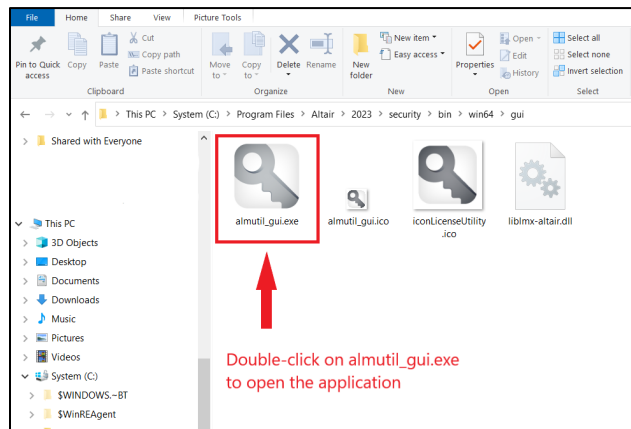 File Home Share View Picture Tools
Pin to Quick access
Copy
Paste
Cut
Copy path
Paste shortcut
Clipboard
Move to
Copy to
Delete
Rename
Organize
New folder
New item
Easy access
New
Properties
Open
Edit
History
Open
Select all
Select none
Invert selection
Select
This PC > System (C:) > Program Files > Altair > 2023 > security > bin > win64 > gui
Shared with Everyone
This PC
3D Objects
Desktop
Documents
Downloads
Music
Pictures
Videos
System (C:)
$WINDOWS.~BT
$WinREAgent
almutil_gui.exe
almutil_gui.ico
iconLicenseUtility
.ico
liblmx-altair.dll
Double-click on almutil_gui.exe
to open the application